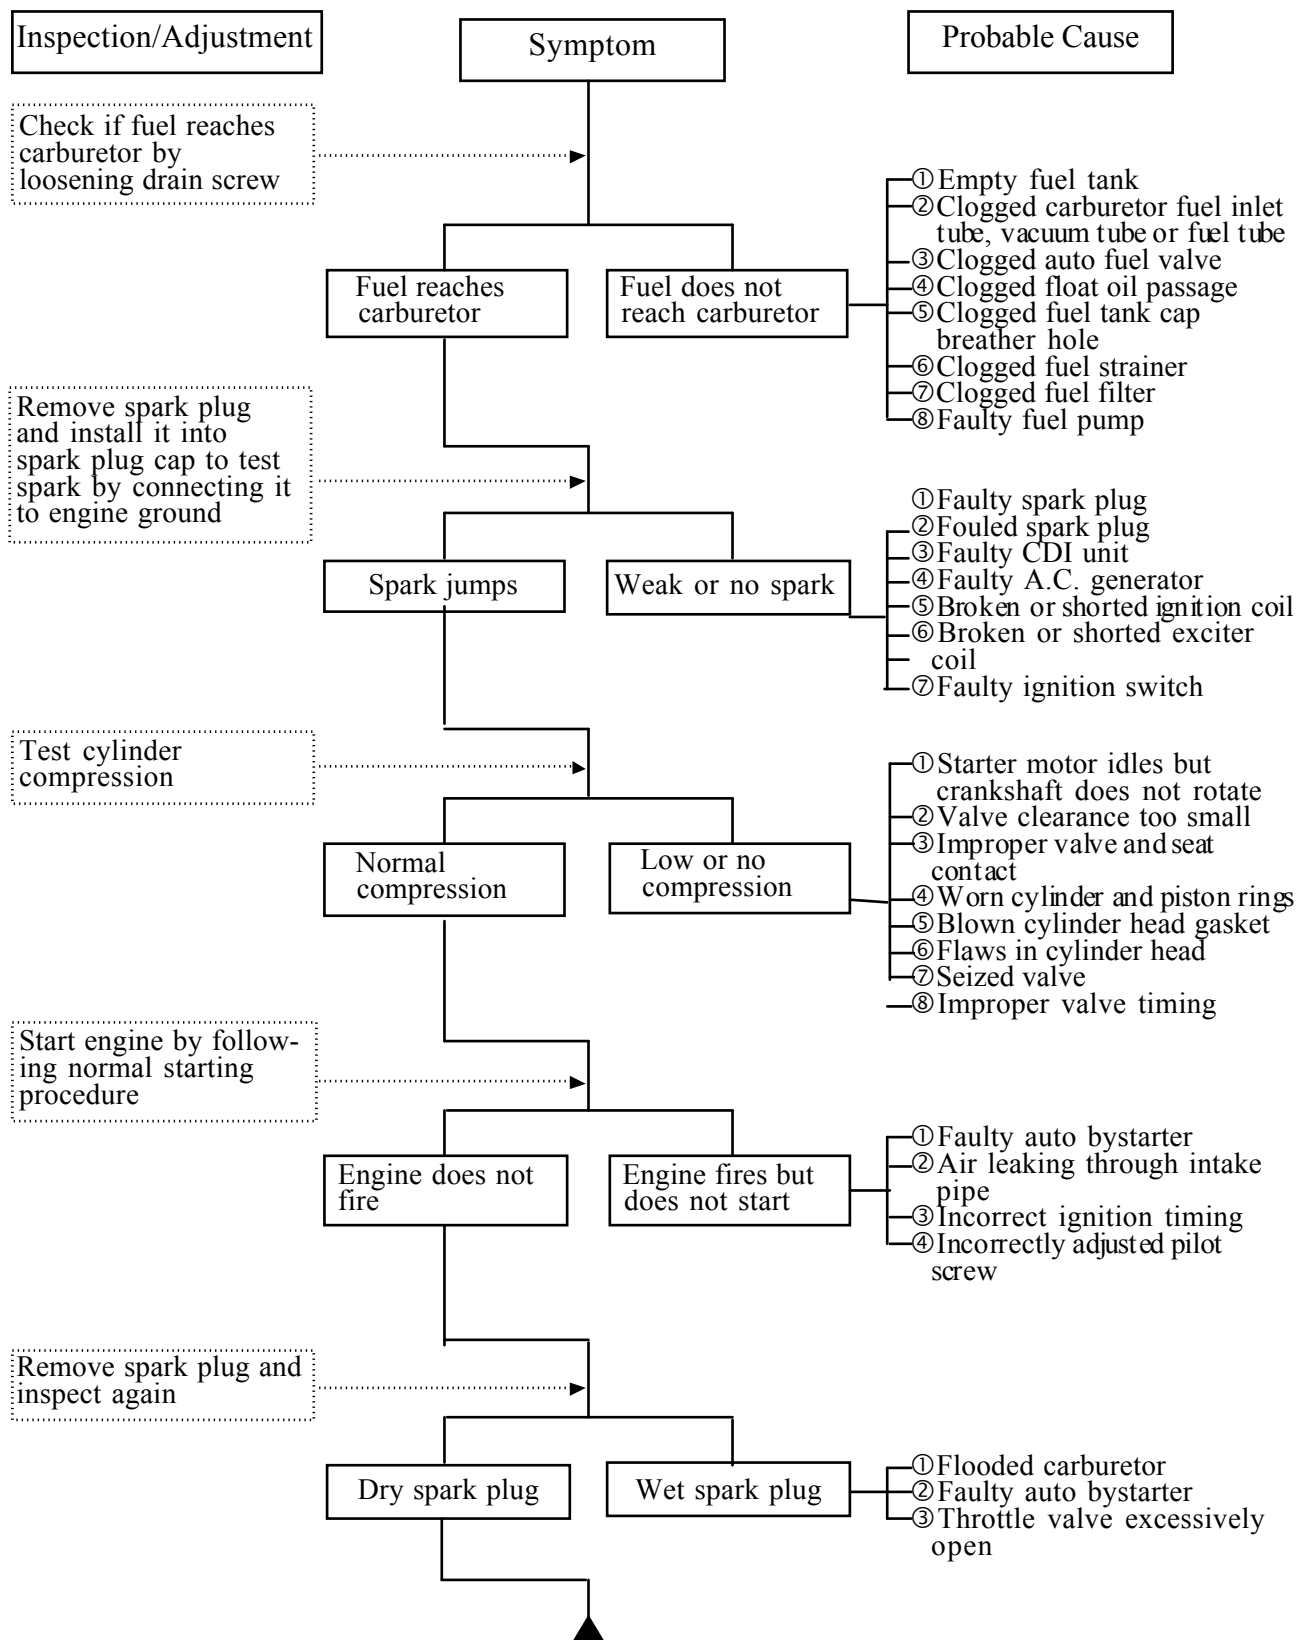 Inspection/Adjustment
Symptom
Probable Cause
Check if fuel reaches
carburetor by
loosening drain screw
①Empty fuel tank
②Clogged carburetor fuel inlet
tube, vacuum tube or fuel tube
③Clogged auto fuel valve
④Clogged float oil passage
⑤Clogged fuel tank cap
breather hole
⑥Clogged fuel strainer
⑦Clogged fuel filter
⑧Faulty fuel pump
Fuel reaches
carburetor
Fuel does not
reach carburetor
Remove spark plug
and install it into
spark plug cap to test
spark by connecting it
to engine ground
①Faulty spark plug
②Fouled spark plug
③Faulty CDI unit
④Faulty A.C. generator
⑤Broken or shorted ignition coil
⑥Broken or shorted exciter
coil
⑦Faulty ignition switch
Spark jumps
Weak or no spark
Test cylinder
compression
①Starter motor idles but
crankshaft does not rotate
②Valve clearance too small
③Improper valve and seat
contact
④Worn cylinder and piston rings
⑤Blown cylinder head gasket
⑥Flaws in cylinder head
⑦Seized valve
⑧Improper valve timing
Normal
compression
Low or no
compression
Start engine by follow-
ing normal starting
procedure
①Faulty auto bystarter
②Air leaking through intake
pipe
③Incorrect ignition timing
④Incorrectly adjusted pilot
screw
Engine does not
fire
Engine fires but
does not start
Remove spark plug and
inspect again
Dry spark plug
Wet spark plug
①Flooded carburetor
②Faulty auto bystarter
③Throttle valve excessively
open